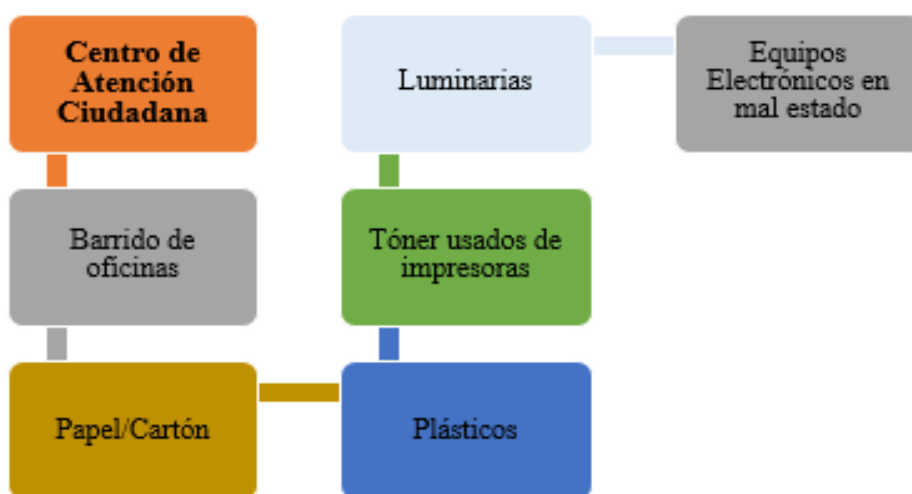 Centro de
Atención
Ciudadana
Barrido de
oficinas
Papel/Cartón
Plásticos
Tóner usados de
impresoras
Luminarias
Equipos
Electrónicos en
mal estado